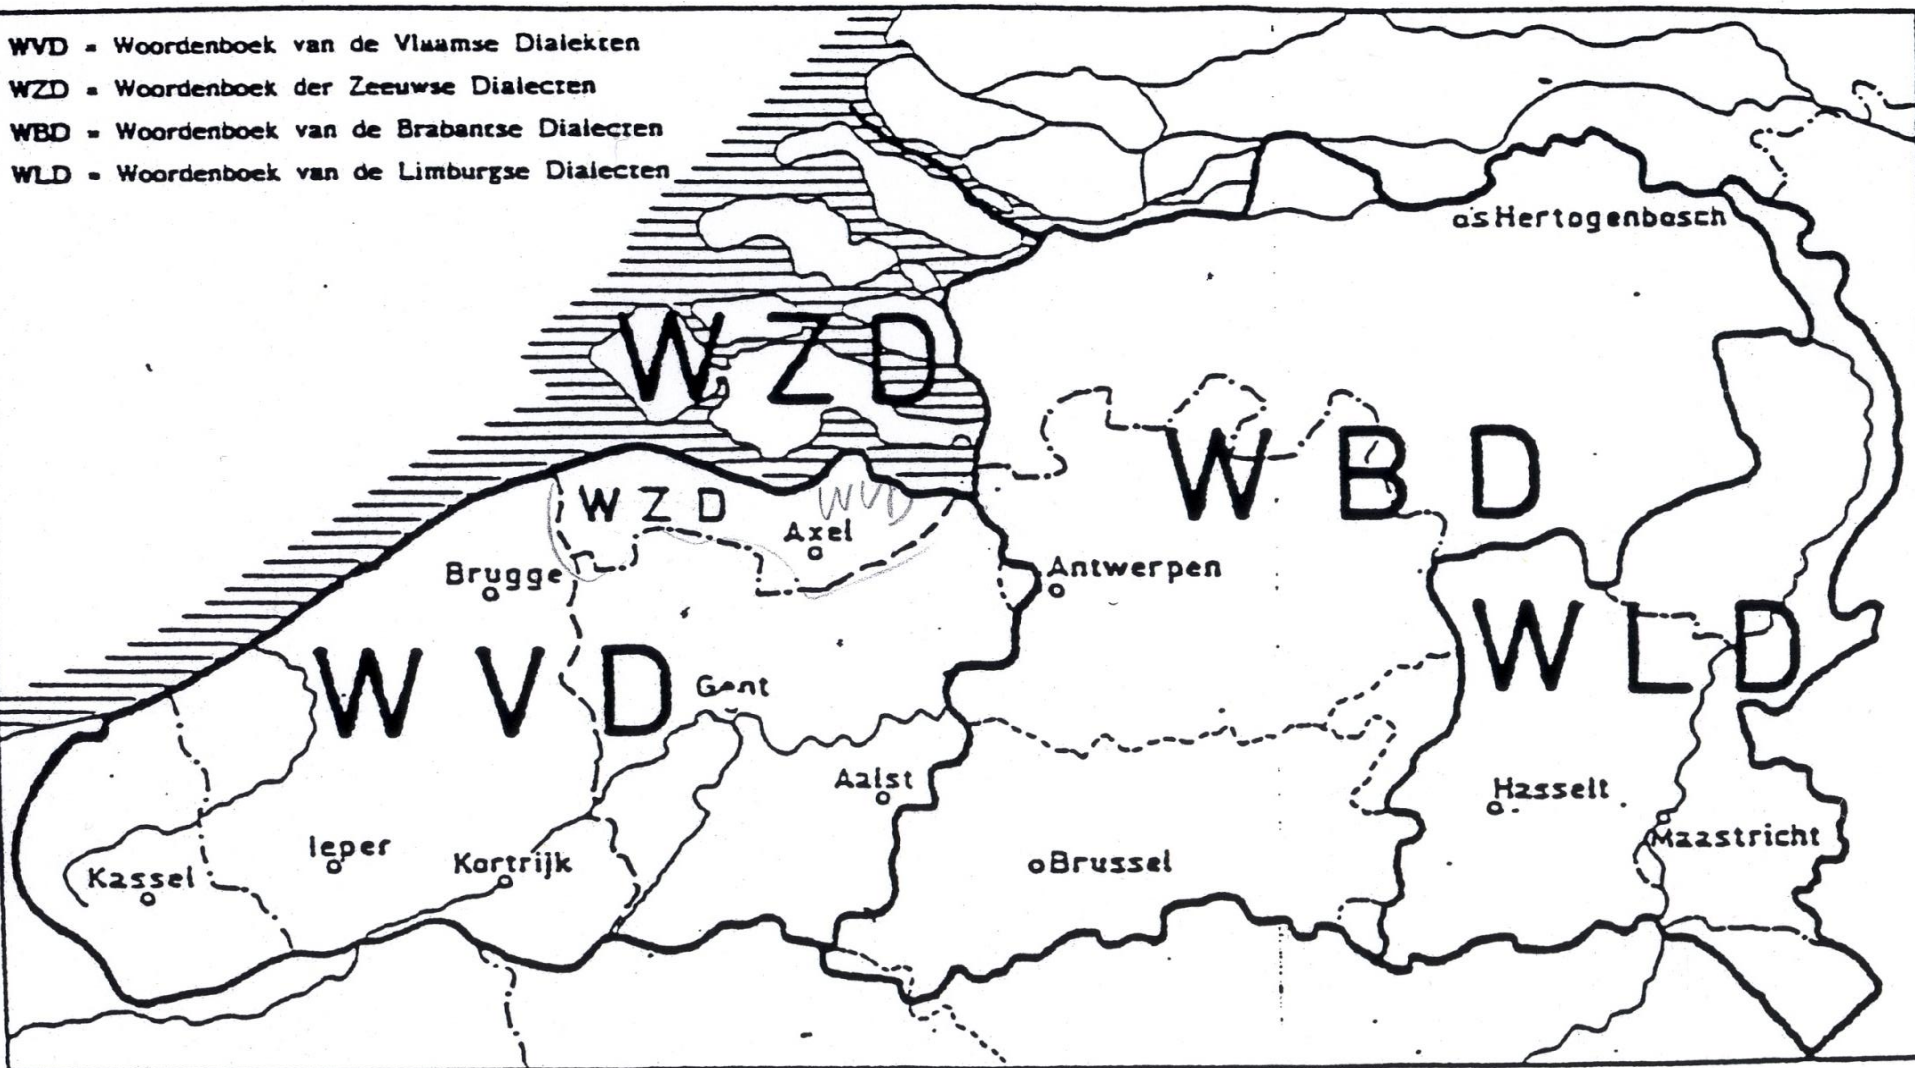 WVD = Woordenboek van de Vlaamse Dialekten
WZD = Woordenboek der Zeeuwse Dialecten
WBD = Woordenboek van de Brabantse Dialecten
WLD = Woordenboek van de Limburgse Dialecten
's Hertogenbosch
WZD
WBD
WZD
WVD
Axel
Brugge
Antwerpen
WLD
WVD
Gent
Aalst
Hasselt
Maastricht
Ieper
Kortrijk
Brussel
Kassel